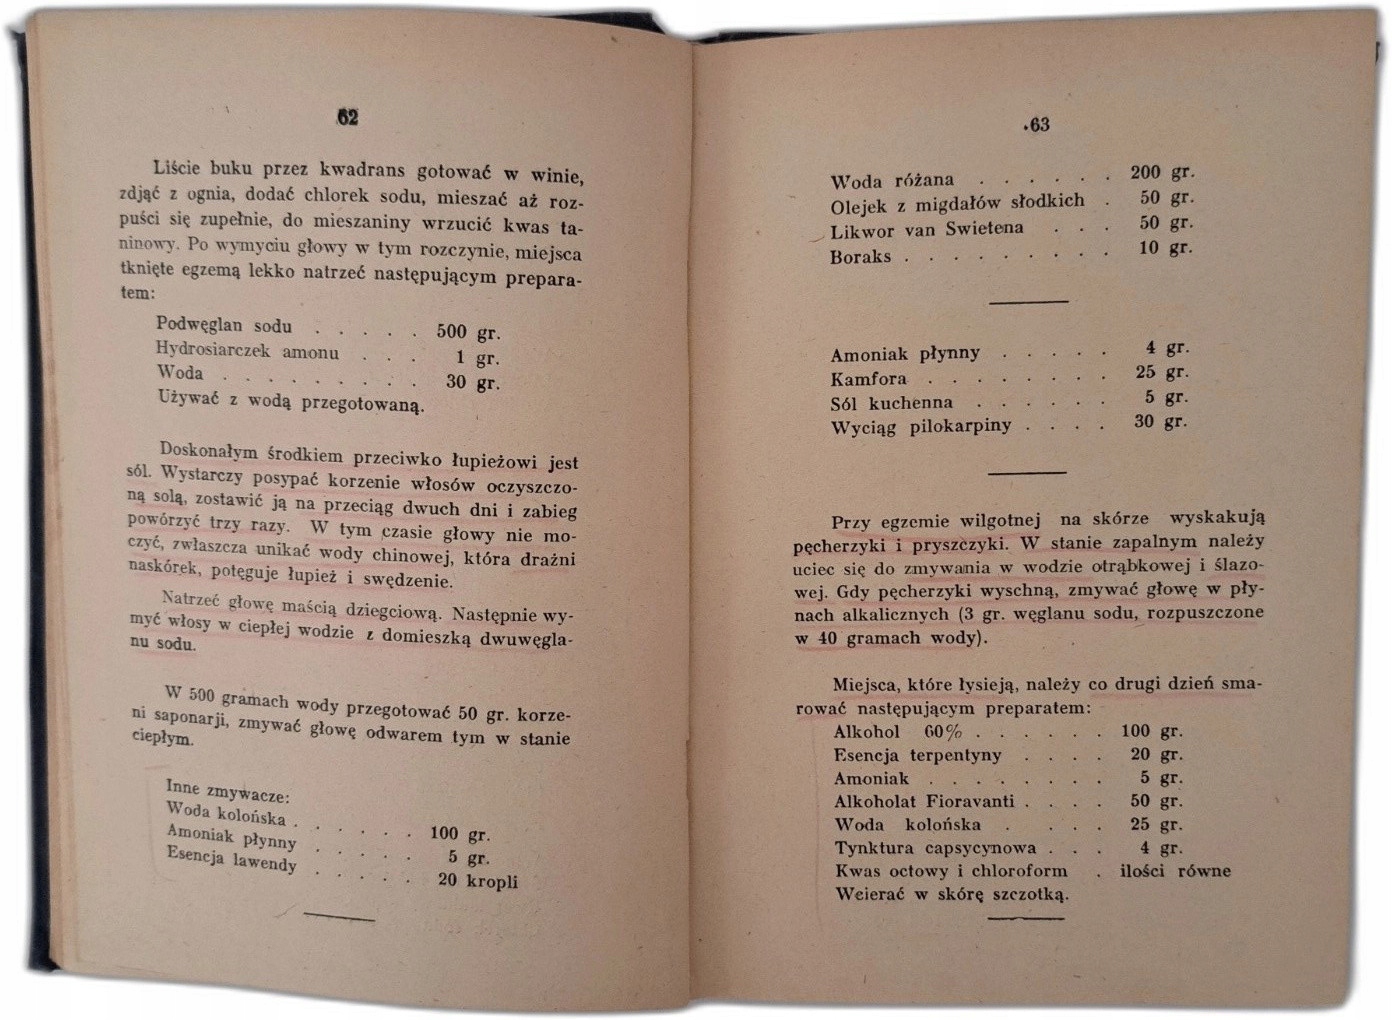 62
Liście buku przez kwadrans gotować w winie,
zdjąć z ognia, dodać chlorek sodu, mieszać aż roz-
puści się zupełnie, do mieszaniny wrzucić kwas ta-
ninowy. Po wymyciu głowy w tym rozczynie, miejsca
tknięte egzemą lekko natrzeć następującym prepara-
tem:
Podwęglan sodu . . . . . 500 gr.
Hydrosiarczek amonu . . . 1 gr.
Woda . . . . . . . . . 30 gr.
Używać z wodą przegotowaną.
Doskonałym środkiem przeciwko łupieżowi jest
sól. Wystarczy posypać korzenie włosów oczyszczo-
ną solą, zostawić ją na przeciąg dwuch dni i zabieg
powórzyć trzy razy. W tym czasie głowy nie mo-
czyć, zwłaszcza unikać wody chinowej, która drażni
naskórek, potęguje łupież i swędzenie.
Natrzeć głowę maścią dziegciową. Następnie wy-
myć włosy w ciepłej wodzie z domieszką dwuwęgla-
nu sodu.
W 500 gramach wody przegotować 50 gr. korze-
ni saponarji, zmywać głowę odwarem tym w stanie
ciepłym.
Inne zmywacze:
Woda kolońska . . . . . . 100 gr.
Amoniak płynny . . . . . 5 gr.
Esencja lawendy . . . . . 20 kropli
63
Woda różana . . . . . . 200 gr.
Olejek z migdałów słodkich . 50 gr.
Likwor van Swietena . . . 50 gr.
Boraks . . . . . . . . . 10 gr.
Amoniak płynny . . . . . 4 gr.
Kamfora . . . . . . . . 25 gr.
Sól kuchenna . . . . . . 5 gr.
Wyciąg pilokarpiny . . . . 30 gr.
Przy egzemie wilgotnej na skórze wyskakują
pęcherzyki i pryszczyki. W stanie zapalnym należy
uciec się do zmywania w wodzie otrąbkowej i ślazo-
wej. Gdy pęcherzyki wyschną, zmywać głowę w pły-
nach alkalicznych (3 gr. węglanu sodu, rozpuszczone
w 40 gramach wody).
Miejsca, które łysieją, należy co drugi dzień sma-
rować następującym preparatem:
Alkohol 60% . . . . . . 100 gr.
Esencja terpentyny . . . . 20 gr.
Amoniak . . . . . . . . 5 gr.
Alkoholat Fioravanti . . . . 50 gr.
Woda kolońska . . . . 25 gr.
Tynktura capsycynowa . . . 4 gr.
Kwas octowy i chloroform . ilości równe
Wcierać w skórę szczotką.